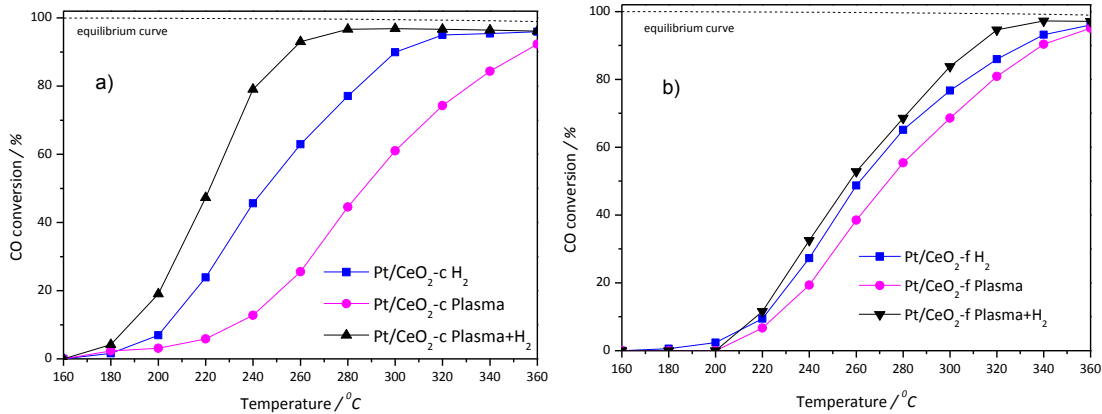 100
equilibrium curve
a)
80
60
40
20
0
CO conversion / %
Pt/CeO₂-c H₂
Pt/CeO₂-c Plasma
Pt/CeO₂-c Plasma+H₂
160 180 200 220 240 260 280 300 320 340 360
Temperature / ⁰C
100
equilibrium curve
b)
80
60
40
20
0
CO conversion / %
Pt/CeO₂-f H₂
Pt/CeO₂-f Plasma
Pt/CeO₂-f Plasma+H₂
160 180 200 220 240 260 280 300 320 340 360
Temperature / ⁰C